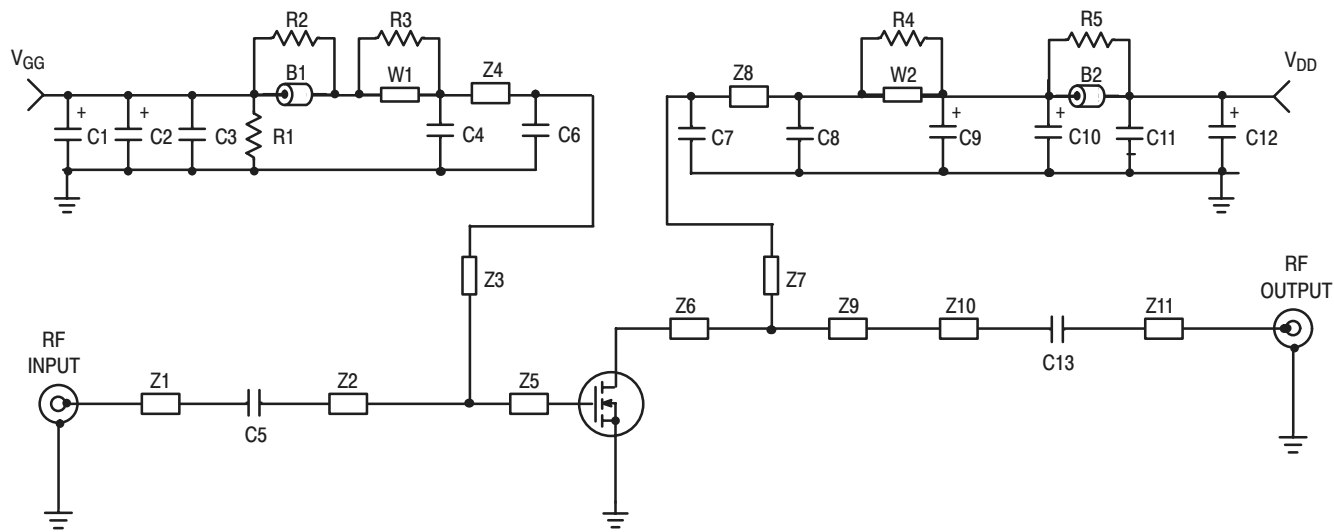 R2
R3
R4
R5
VGG
B1
W1
Z4
Z8
W2
B2
VDD
+
+
+
+
+
C1
C2
C3
R1
C4
C6
C7
C8
C9
C10
C11
C12
Z3
Z7
RF
OUTPUT
Z6
Z9
Z10
Z11
C13
RF
INPUT
Z1
Z2
Z5
C5